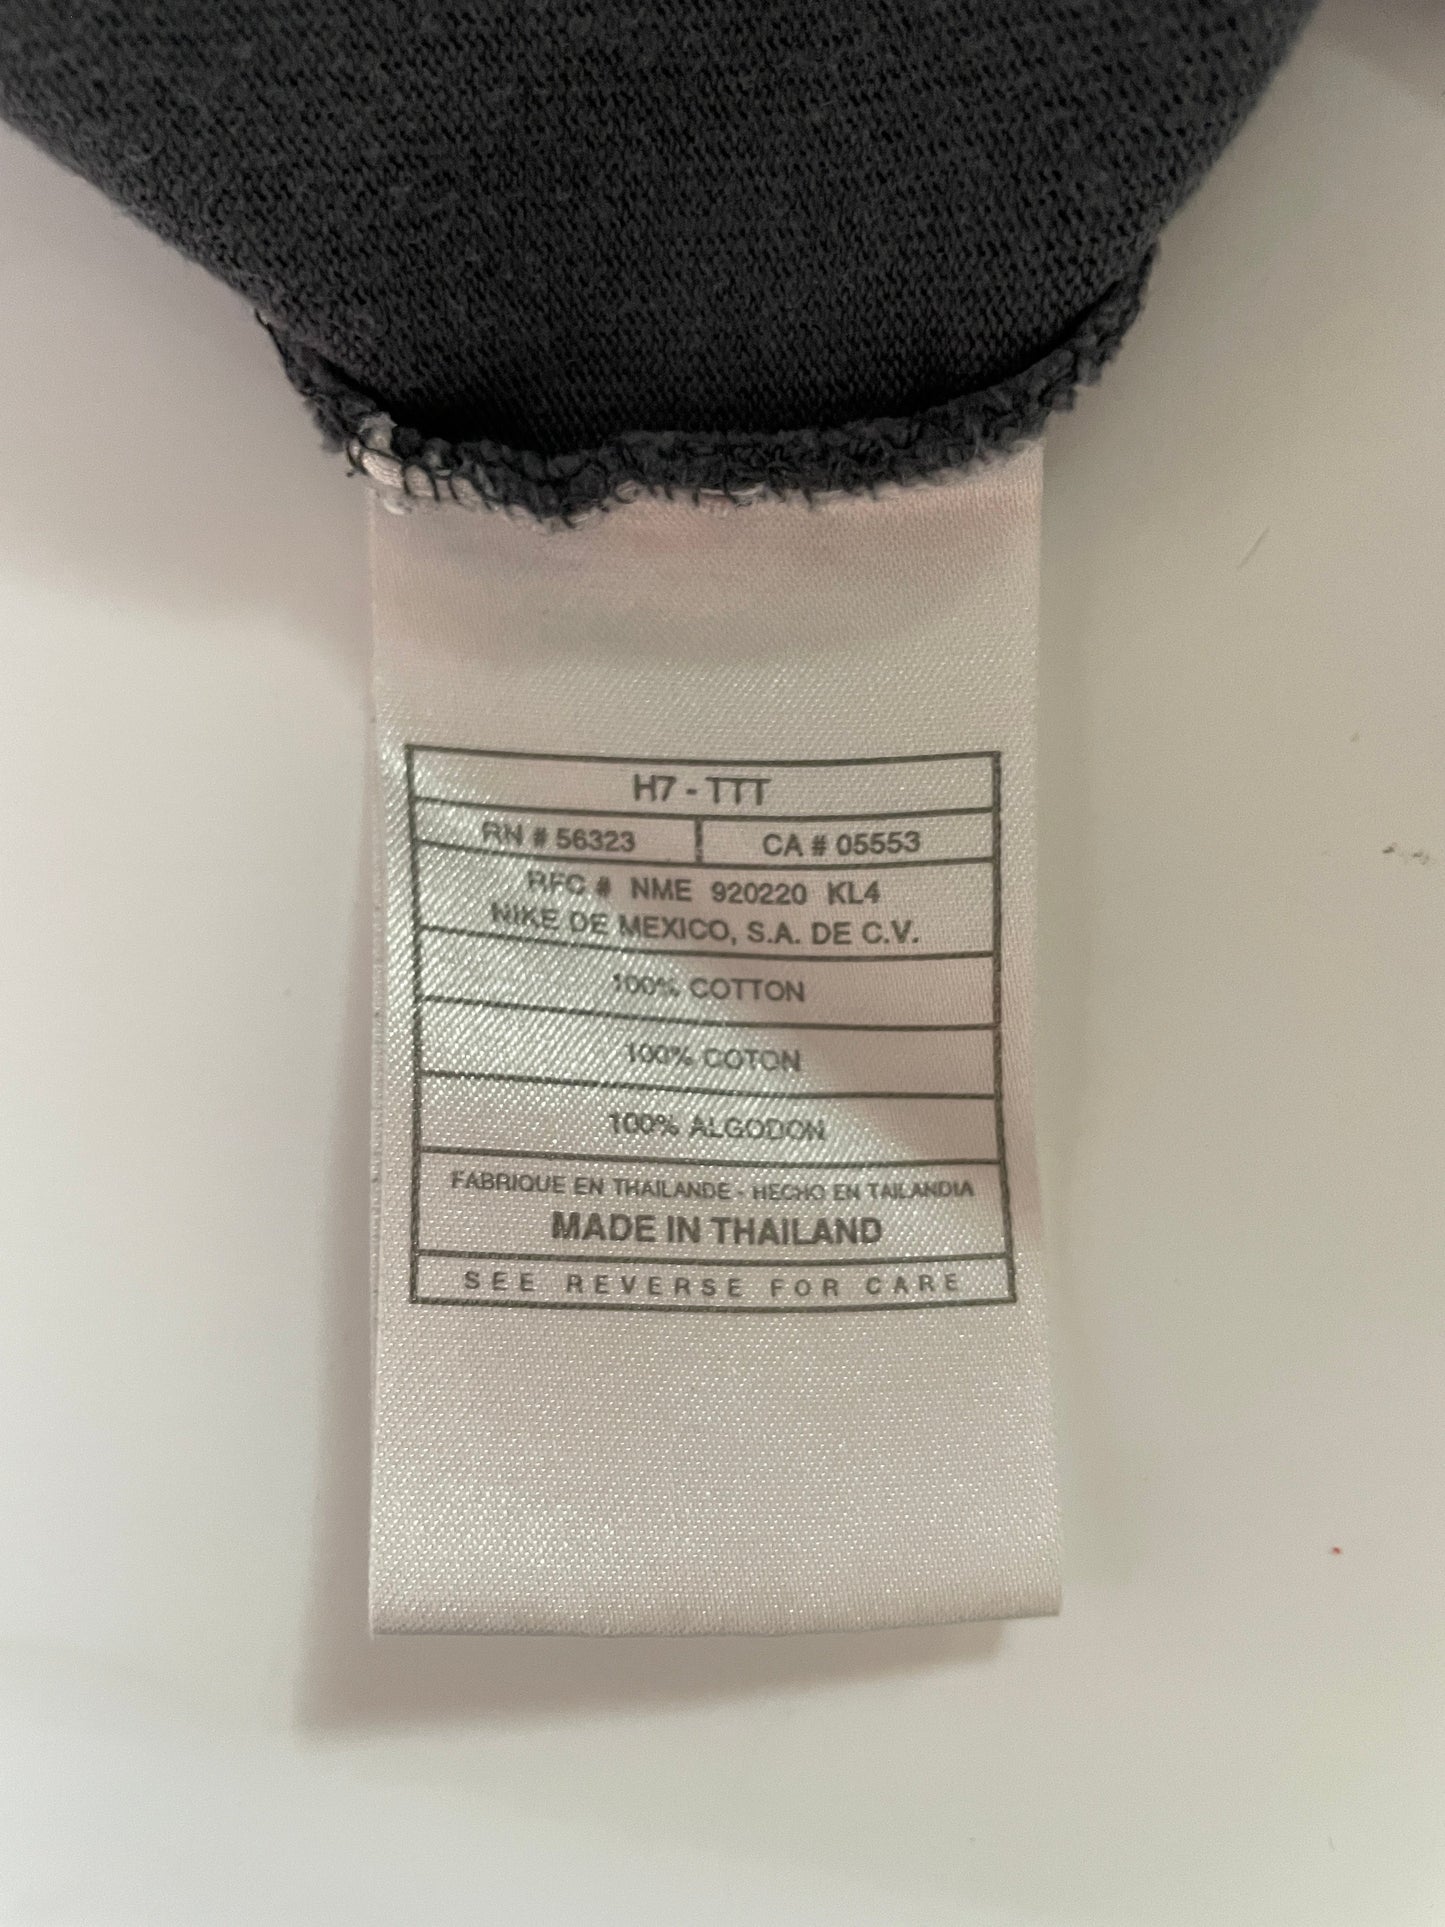 H7 - TTT
RN # 56323 CA # 05553
RFC # NME 920220 KL4
NIKE DE MEXICO, S.A. DE C.V.
100% COTTON
100% COTON
100% ALGODON
FABRIQUE EN THAILANDE - HECHO EN TAILANDIA
MADE IN THAILAND
SEE REVERSE FOR CARE